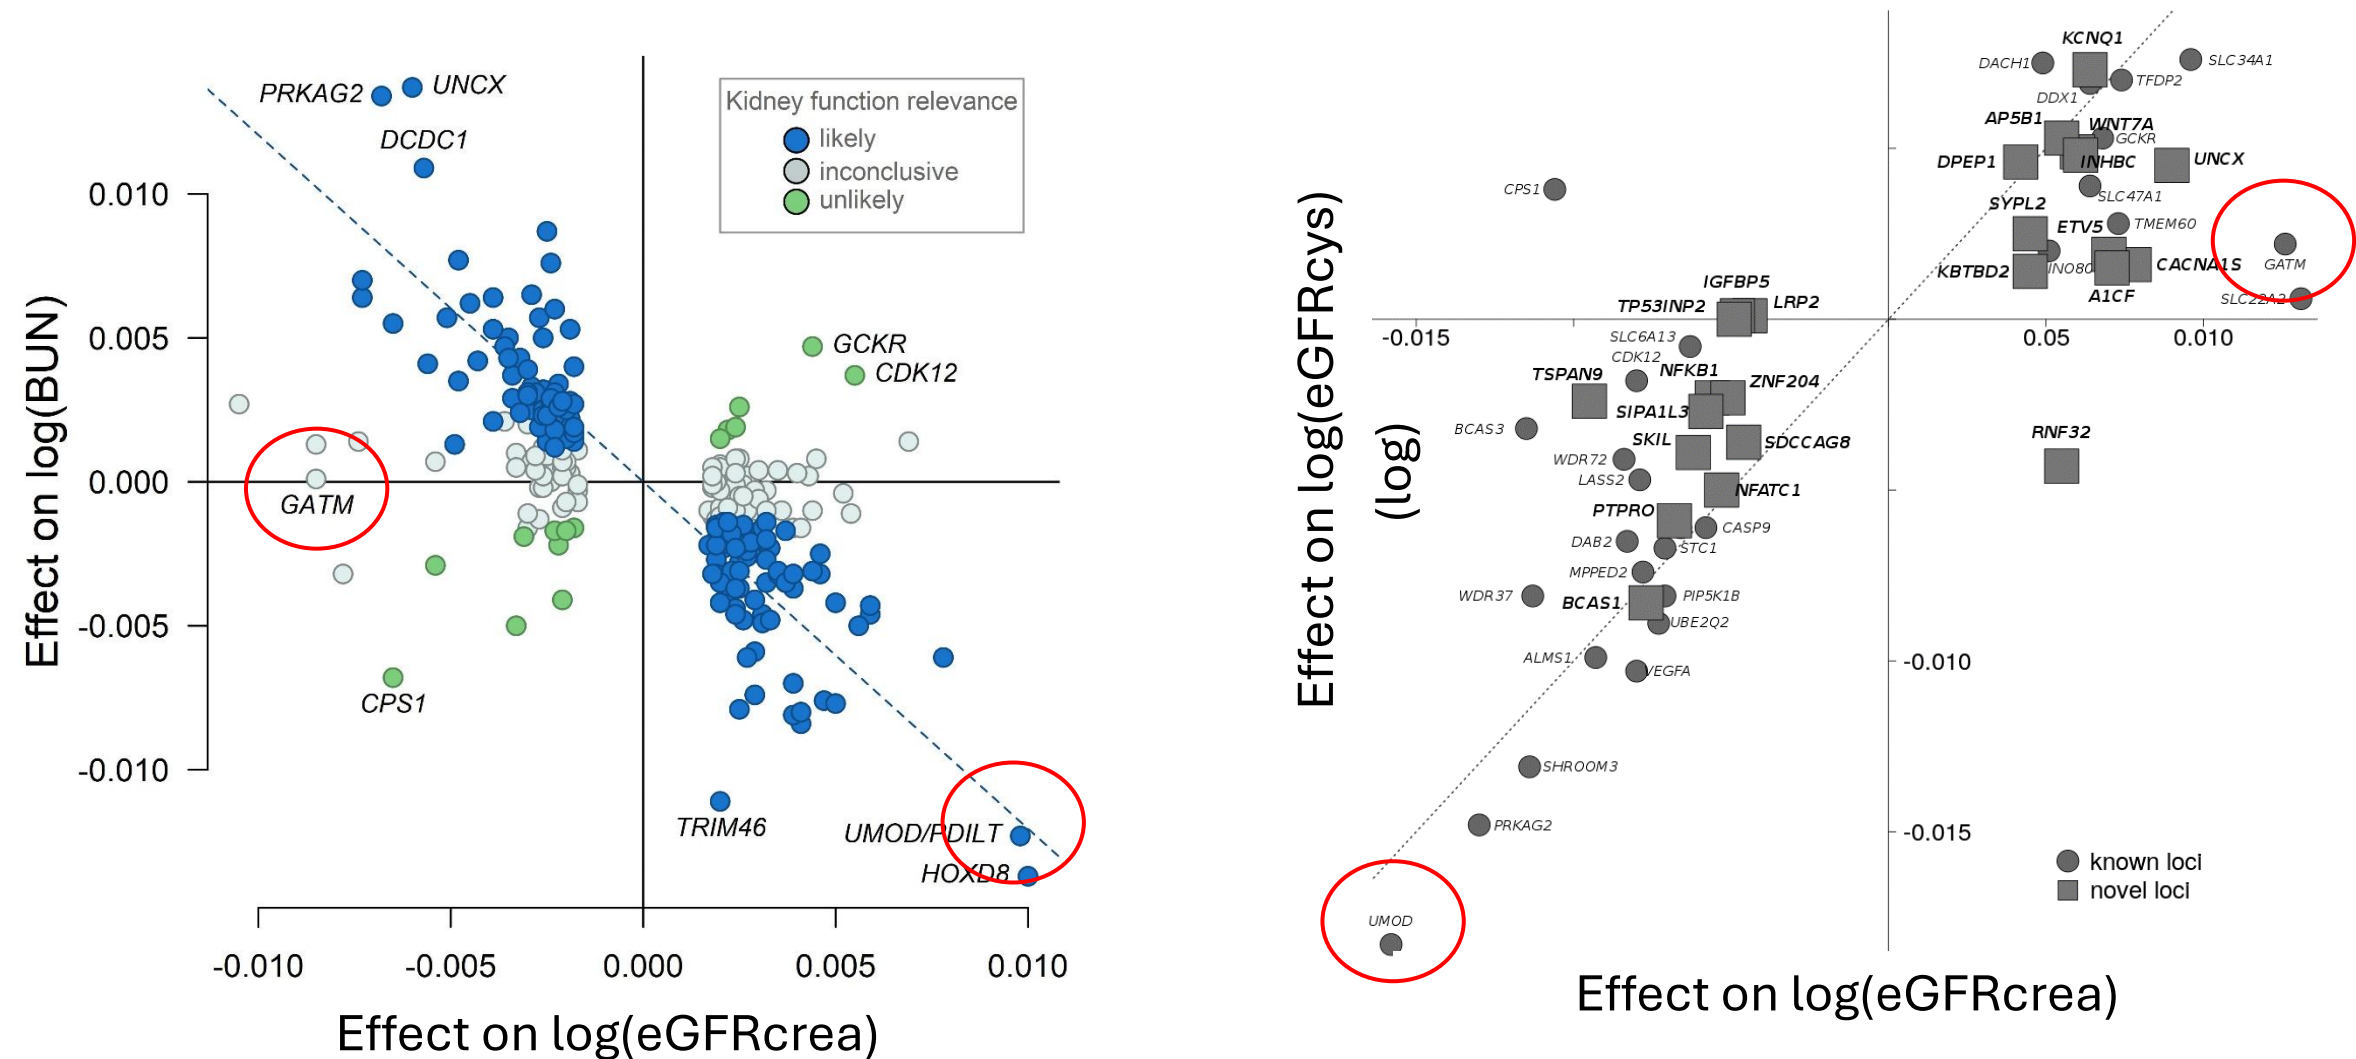 PRKAG2
UNCX
DCDC1
Kidney function relevance
likely
inconclusive
unlikely
0.010
0.005
0.000
-0.005
-0.010
Effect on log(BUN)
GCKR
CDK12
GATM
CPS1
TRIM46
UMOD/PDILT
HOXD8
-0.010
-0.005
0.000
0.005
0.010
Effect on log(eGFRcrea)
Effect on log(eGFRcys)
(log)
KCNQ1
DACH1
SLC34A1
TFDP2
DDX1
AP5B1
WNT7A
GCKR
DPEP1
INHBC
UNCX
CPS1
SLC47A1
SYPL2
ETV5
TMEM60
KBTBD2
INO80
CACNA1S
GATM
A1CF
SLC22A2
IGFBP5
TP53INP2
LRP2
-0.015
0.05
0.010
SLC6A13
CDK12
NFKB1
TSPAN9
ZNF204
SIPA1L3
BCAS3
SKIL
SDCCAG8
RNF32
WDR72
LASS2
NFATC1
PTPRO
CASP9
DAB2
STC1
MPPED2
WDR37
BCAS1
PIP5K1B
UBE2Q2
ALMS1
VEGFA
-0.010
SHROOM3
PRKAG2
-0.015
known loci
novel loci
UMOD
Effect on log(eGFRcrea)